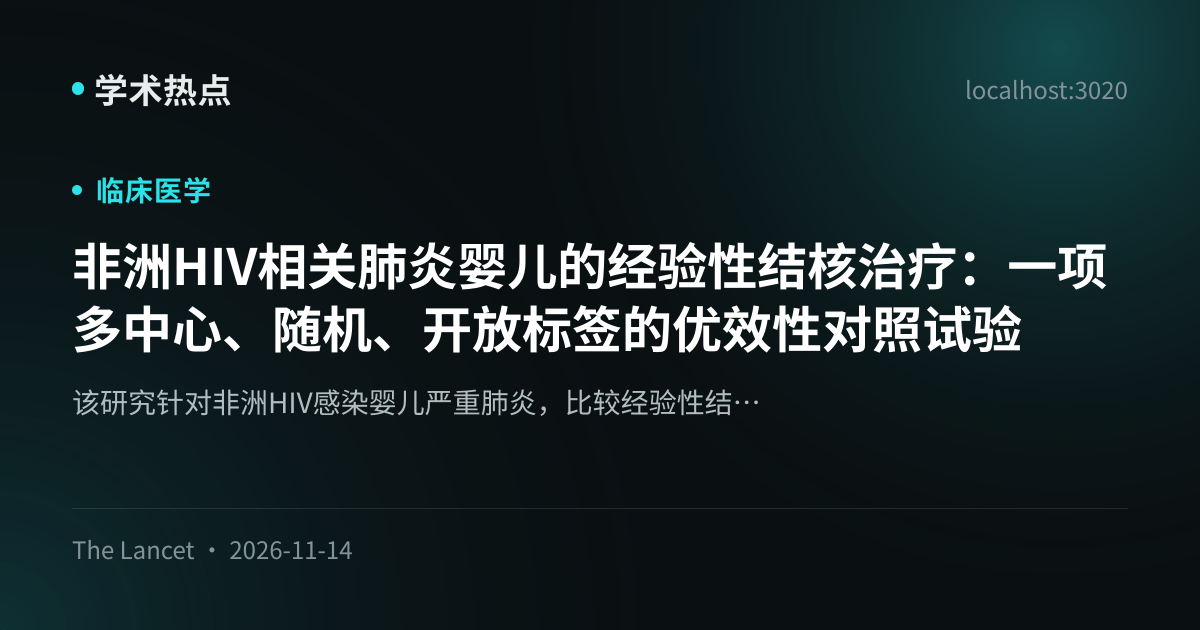 学术热点
localhost:3020
临床医学
非洲HIV相关肺炎婴儿的经验性结核治疗：一项
多中心、随机、开放标签的优效性对照试验
该研究针对非洲HIV感染婴儿严重肺炎，比较经验性结…
The Lancet · 2026-11-14